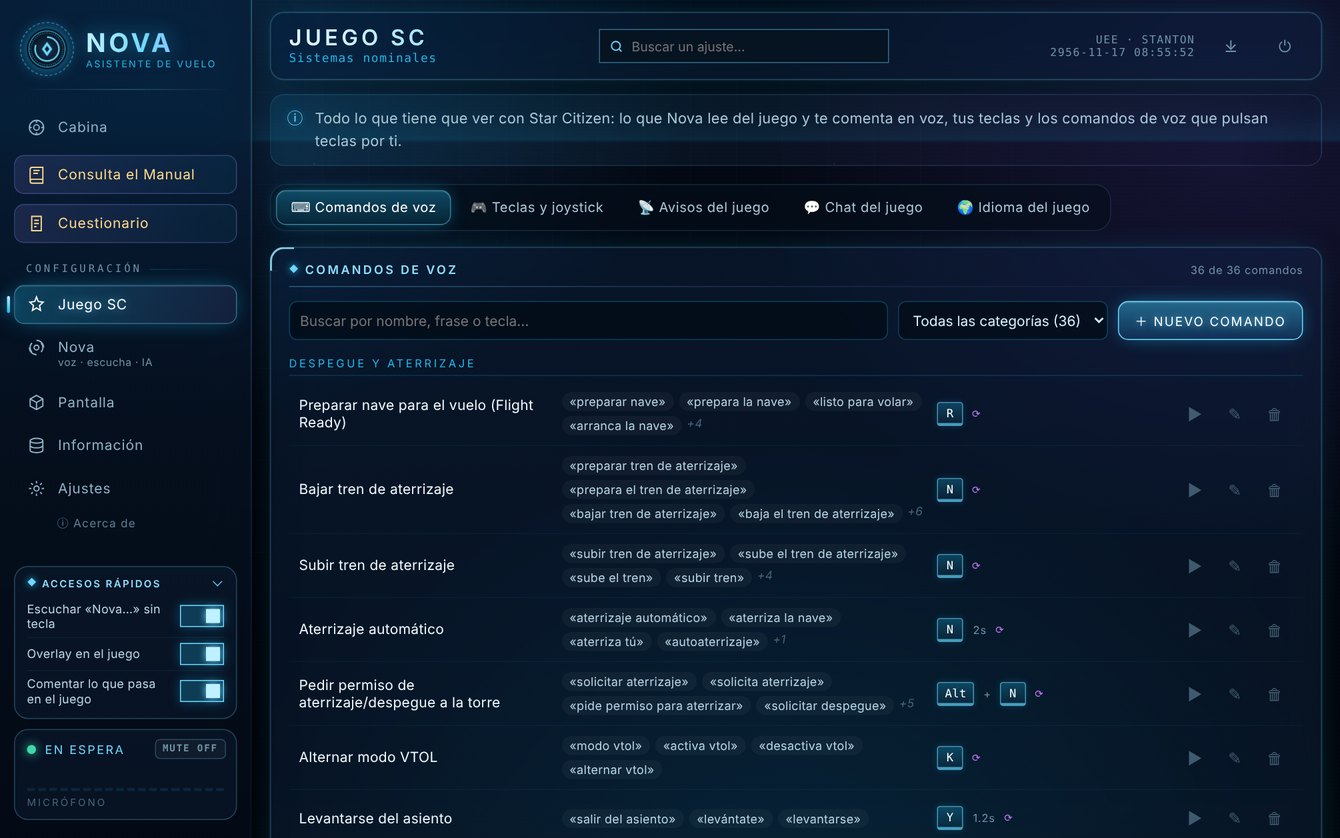 NOVA
ASISTENTE DE VUELO
Cabina
Consulta el Manual
Cuestionario
CONFIGURACIÓN
Juego SC
Nova
voz · escucha · IA
Pantalla
Información
Ajustes
ⓘ Acerca de
ACCESOS RÁPIDOS
Escuchar «Nova...» sin
tecla
Overlay en el juego
Comentar lo que pasa
en el juego
EN ESPERA
MUTE OFF
MICRÓFONO
JUEGO SC
Sistemas nominales
Buscar un ajuste...
UEE · STANTON
2956-11-17 08:55:52
Todo lo que tiene que ver con Star Citizen: lo que Nova lee del juego y te comenta en voz, tus teclas y los comandos de voz que pulsan
teclas por ti.
Comandos de voz
Teclas y joystick
Avisos del juego
Chat del juego
Idioma del juego
COMANDOS DE VOZ
36 de 36 comandos
Buscar por nombre, frase o tecla...
Todas las categorías (36)
+ NUEVO COMANDO
DESPEGUE Y ATERRIZAJE
Preparar nave para el vuelo (Flight
Ready)
«preparar nave» «prepara la nave» «listo para volar»
«arranca la nave» +4
R
Bajar tren de aterrizaje
«preparar tren de aterrizaje»
«prepara el tren de aterrizaje»
«bajar tren de aterrizaje» «baja el tren de aterrizaje» +6
N
Subir tren de aterrizaje
«subir tren de aterrizaje» «sube el tren de aterrizaje»
«sube el tren» «subir tren» +4
N
Aterrizaje automático
«aterrizaje automático» «aterriza la nave»
«aterriza tú» «autoaterrizaje» +1
N 2s
Pedir permiso de
aterrizaje/despegue a la torre
«solicitar aterrizaje» «solicita aterrizaje»
«pide permiso para aterrizar» «solicitar despegue» +5
Alt + N
Alternar modo VTOL
«modo vtol» «activa vtol» «desactiva vtol»
«alternar vtol»
K
Levantarse del asiento
«salir del asiento» «levántate» «levantarse»
Y 1.2s